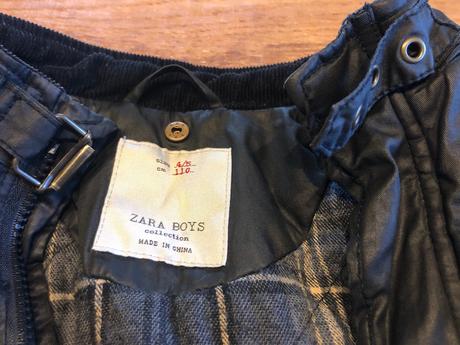 size 4/5
cm 110
ZARA BOYS
collection
MADE IN CHINA